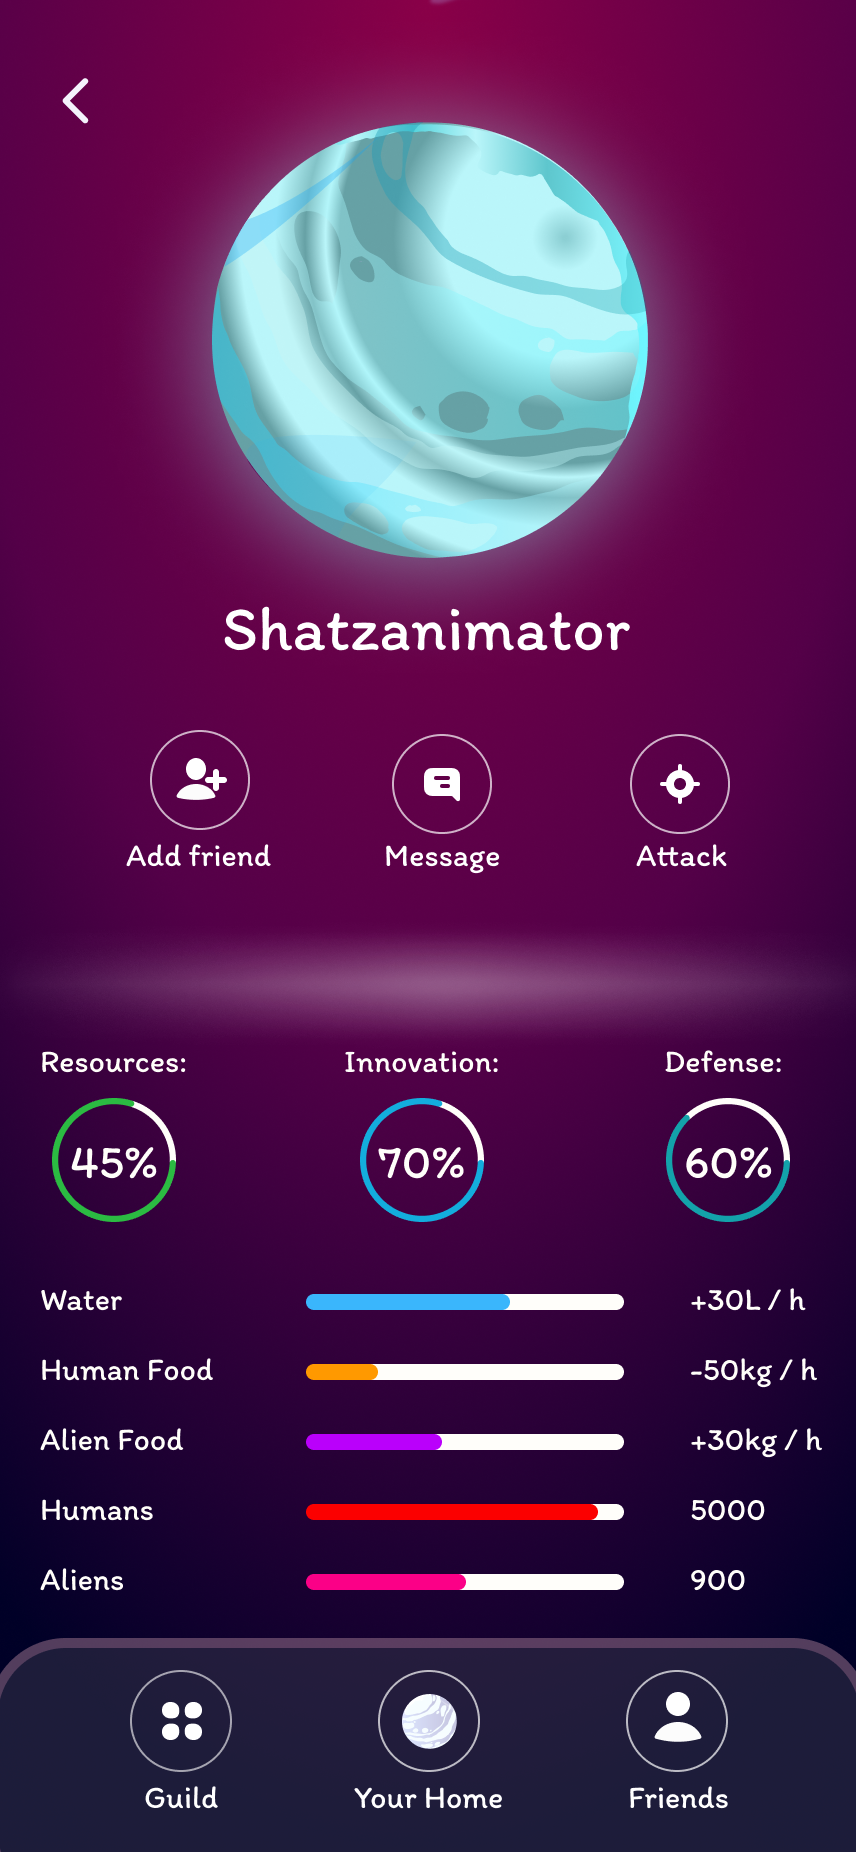 Shatzanimator
Add friend Message Attack
Resources: Innovation: Defense:
45% 70% 60%
Water +30L / h
Human Food -50kg / h
Alien Food +30kg / h
Humans 5000
Aliens 900
Guild Your Home Friends